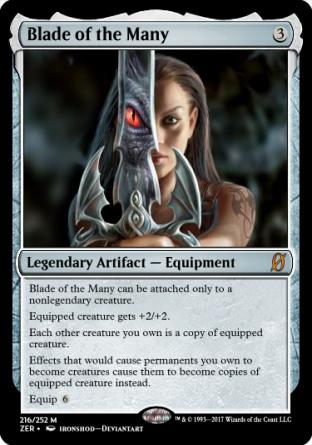 Blade of the Many 3
Legendary Artifact — Equipment
Blade of the Many can be attached only to a
nonlegendary creature.
Equipped creature gets +2/+2.
Each other creature you own is a copy of equipped
creature.
Effects that would cause permanents you own to
become creatures cause them to become copies of
equipped creature instead.
Equip 6
216/252 M
ZER • IRONSHOD—DEVIANTART
™ & © 1993–2017 Wizards of the Coast LLC